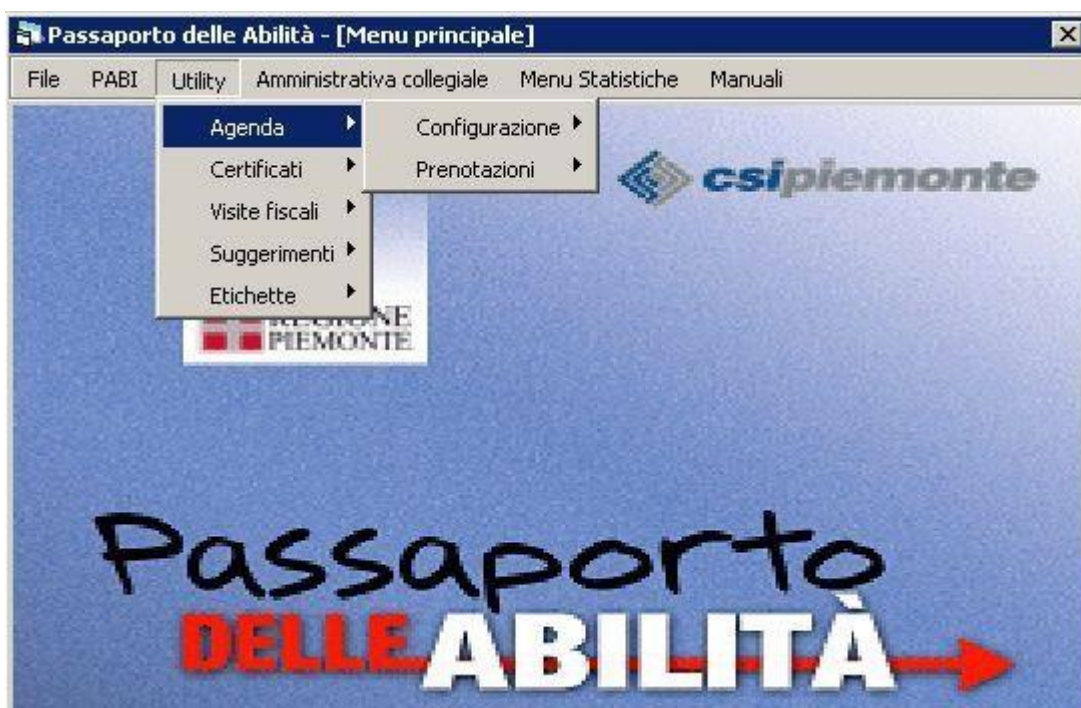 Passaporto delle Abilità - [Menu principale]
File PABI Utility Amministrativa collegiale Menu Statistiche Manuali
Agenda Configurazione
Certificati Prenotazioni
csipiemonte
Visite fiscali
Suggerimenti
Etichette
REGIONE
PIEMONTE
Passaporto
DELLE ABILITÀ